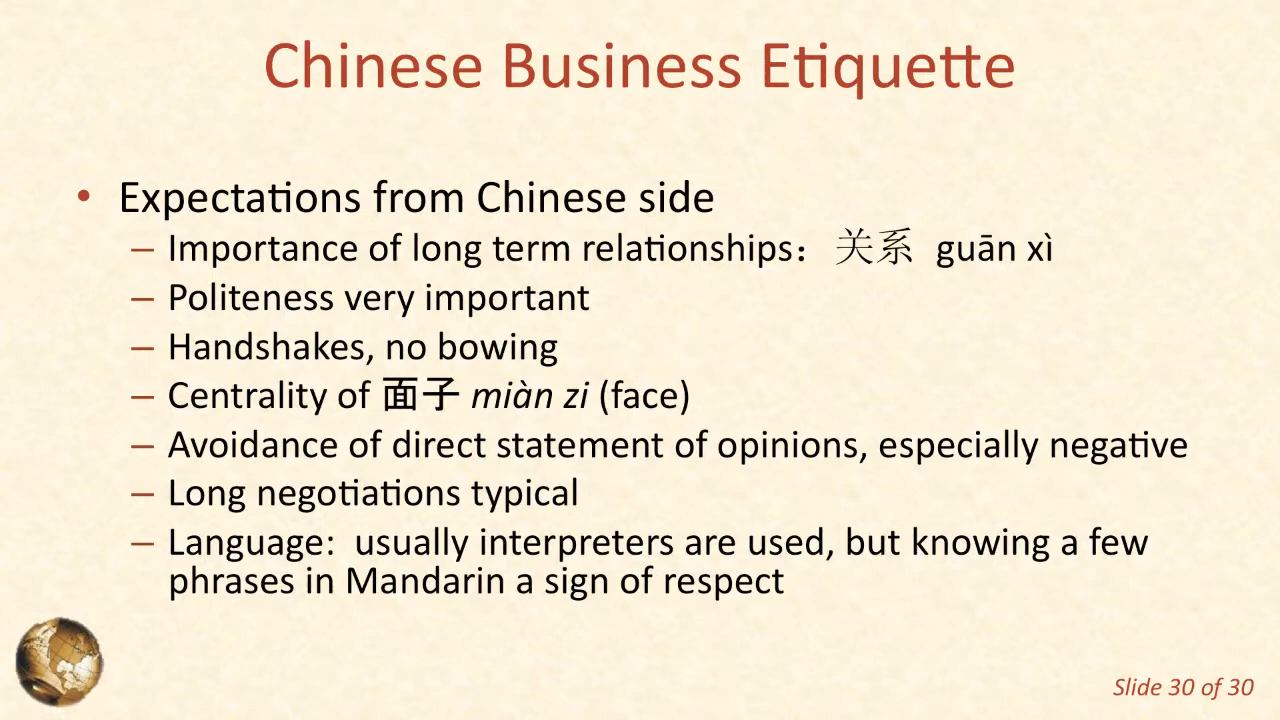 Chinese Business Etiquette
• Expectations from Chinese side
– Importance of long term relationships： 关系 guān xì
– Politeness very important
– Handshakes, no bowing
– Centrality of 面子 miàn zi (face)
– Avoidance of direct statement of opinions, especially negative
– Long negotiations typical
– Language:  usually interpreters are used, but knowing a few
phrases in Mandarin a sign of respect
Slide 30 of 30